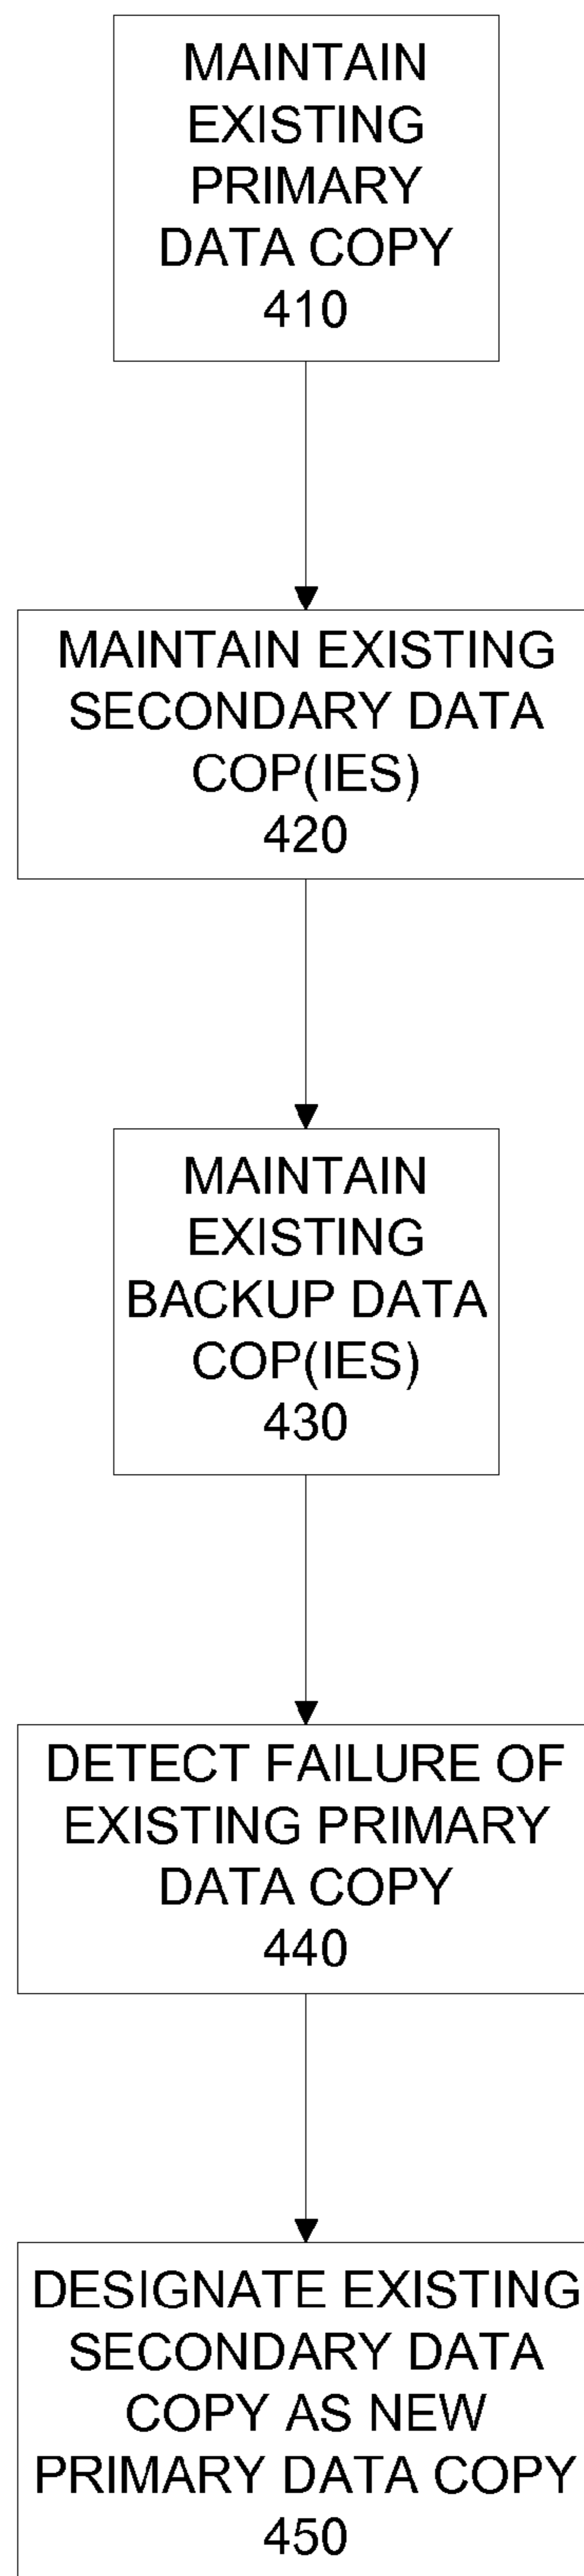 MAINTAIN
EXISTING
PRIMARY
DATA COPY
410
MAINTAIN EXISTING
SECONDARY DATA
COP(IES)
420
MAINTAIN
EXISTING
BACKUP DATA
COP(IES)
430
DETECT FAILURE OF
EXISTING PRIMARY
DATA COPY
440
DESIGNATE EXISTING
SECONDARY DATA
COPY AS NEW
PRIMARY DATA COPY
450